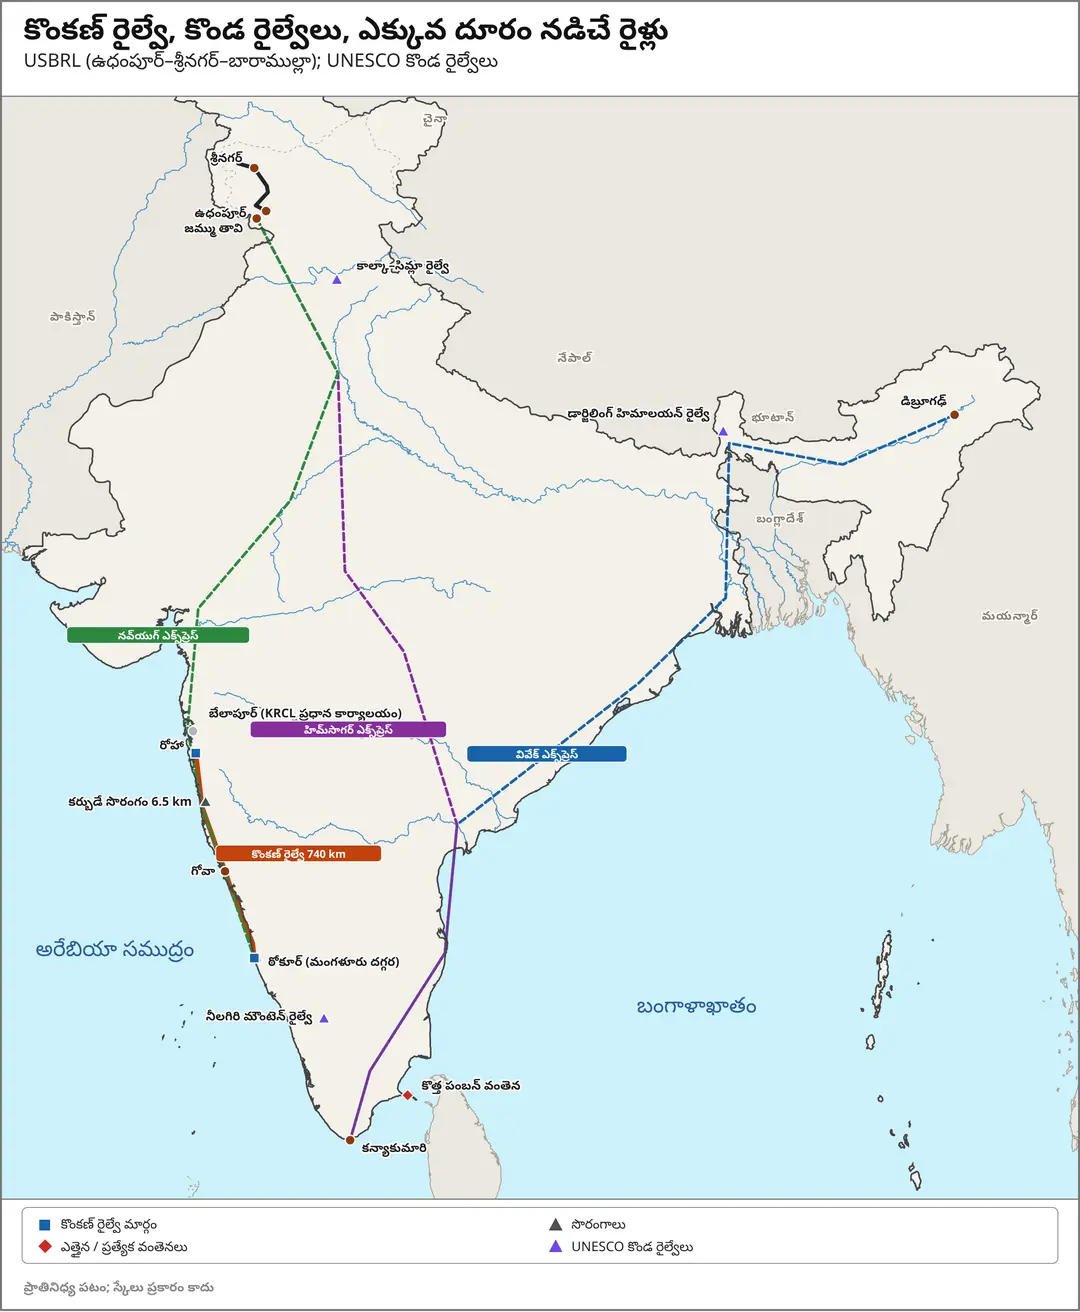 కొంకణ్ రైల్వే, కొండ రైల్వేలు, ఎక్కువ దూరం నడిచే రైళ్లు
USBRL (ఉధంపూర్–శ్రీనగర్–బారాముల్లా); UNESCO కొండ రైల్వేలు
చైనా
శ్రీనగర్
ఉధంపూర్
జమ్ము తావి
కాల్కా-సిమ్లా రైల్వే
పాకిస్తాన్
నేపాల్
డిబ్రూగఢ్
డార్జిలింగ్ హిమాలయన్ రైల్వే
భూటాన్
బంగ్లాదేశ్
మయన్మార్
నవ్‌యుగ్ ఎక్స్‌ప్రెస్
బేలాపూర్ (KRCL ప్రధాన కార్యాలయం)
హిమ్‌సాగర్ ఎక్స్‌ప్రెస్
రోహా
వివేక్ ఎక్స్‌ప్రెస్
కర్బుడే సొరంగం 6.5 km
కొంకణ్ రైల్వే 740 km
గోవా
అరేబియా సముద్రం
ఠోకూర్ (మంగళూరు దగ్గర)
బంగాళాఖాతం
నీలగిరి మౌంటెన్ రైల్వే
కొత్త పంబన్ వంతెన
కన్యాకుమారి
కొంకణ్ రైల్వే మార్గం
సొరంగాలు
ఎత్తైన / ప్రత్యేక వంతెనలు
UNESCO కొండ రైల్వేలు
ప్రాతినిధ్య పటం; స్కేలు ప్రకారం కాదు